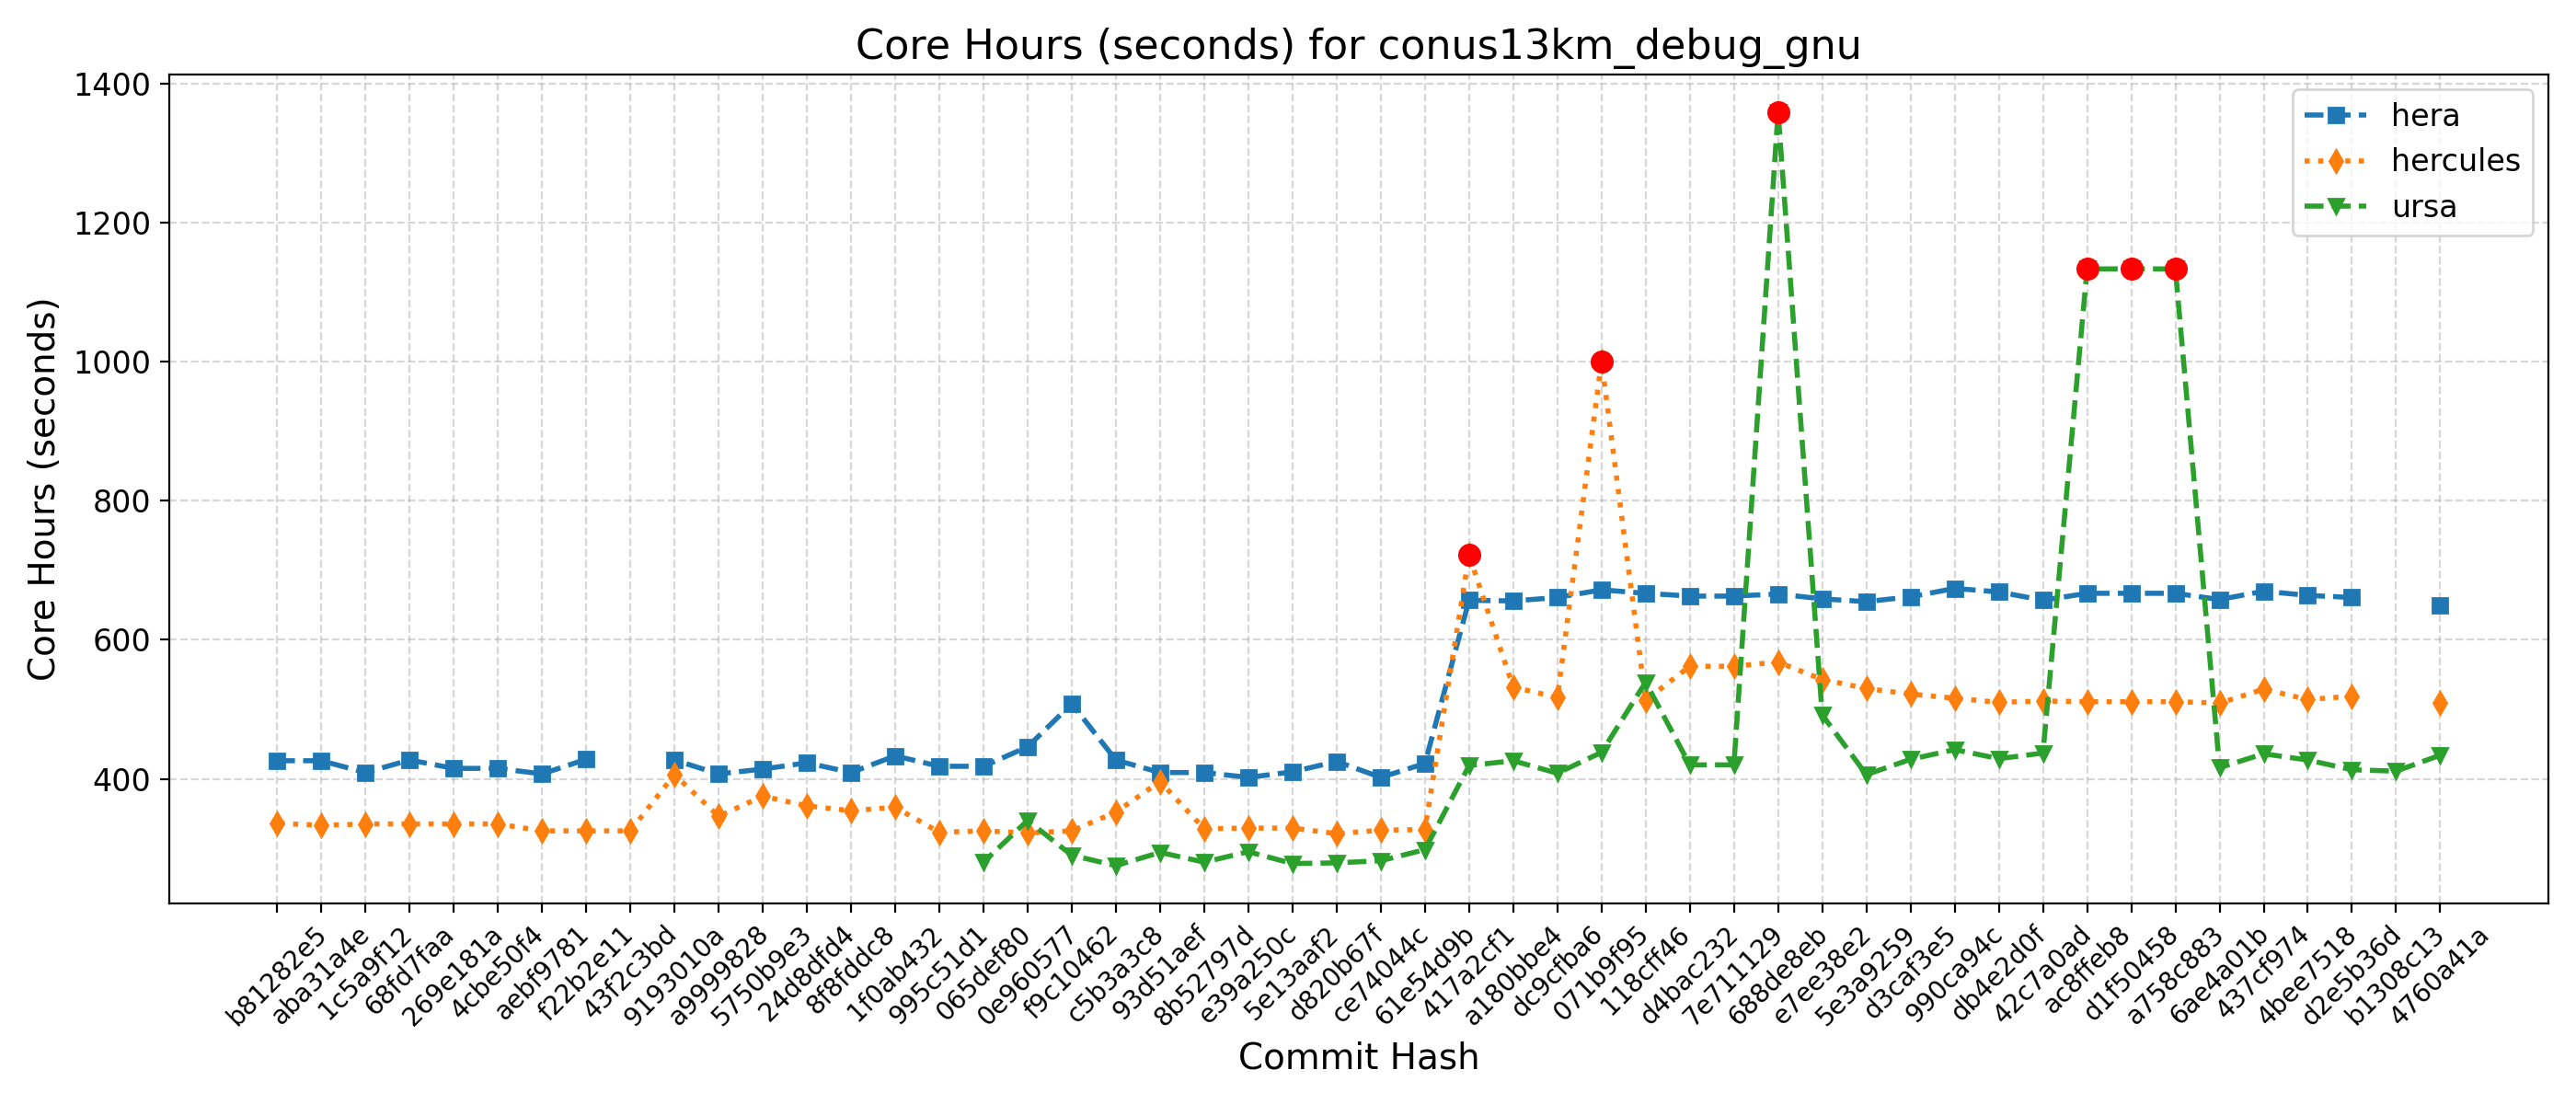 Core Hours (seconds) for conus13km_debug_gnu
Core Hours (seconds)
1400
1200
1000
800
600
400
hera
hercules
ursa
b81282e5
aba31a4e
1c5a9f12
68fd7faa
269e181a
4cbe50f4
aebf9781
f22b2e11
43f2c3bd
9193010a
a9999828
5750b9e3
24d8dfd4
8f8fddc8
1f0ab432
995c51d1
065def80
0e960577
f9c10462
c5b3a3c8
93d51aef
8b52797d
e39a250c
5e13aaf2
d820b67f
ce74044c
61e54d9b
417a2cf1
a180bbe4
dc9cfba6
071b9f95
118cff46
d4bac232
7e711129
688de8eb
e7ee38e2
5e3a9259
d3caf3e5
990ca94c
db4e2d0f
42c7a0ad
ac8ffeb8
d1f50458
a758c883
6ae4a01b
437cf974
4bee7518
d2e5b36d
b1308c13
4760a41a
Commit Hash